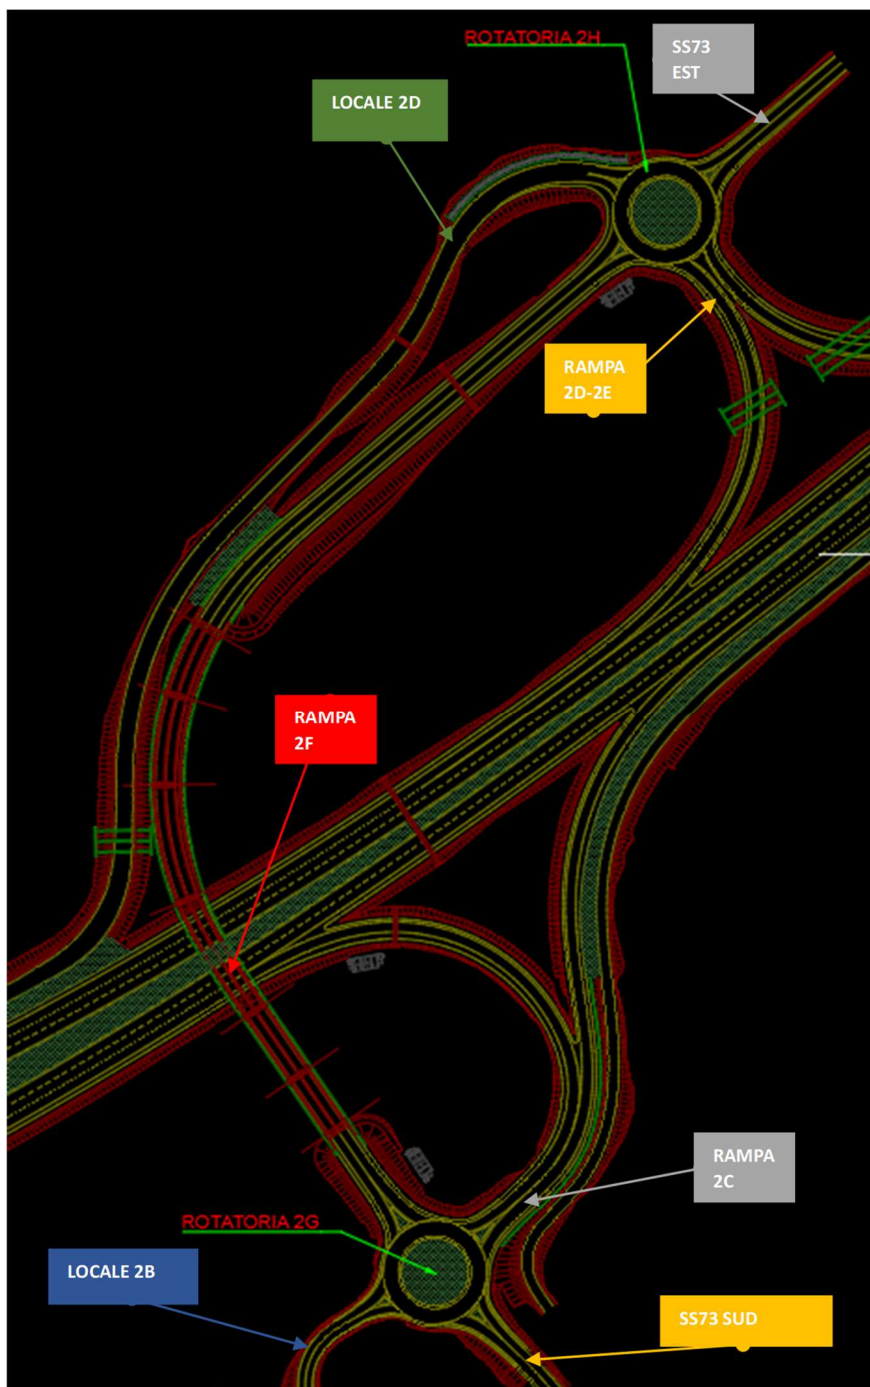 ROTATORIA 2H
SS73
EST
LOCALE 2D
RAMPA
2D-2E
RAMPA
2F
RAMPA
2C
ROTATORIA 2G
LOCALE 2B
SS73 SUD